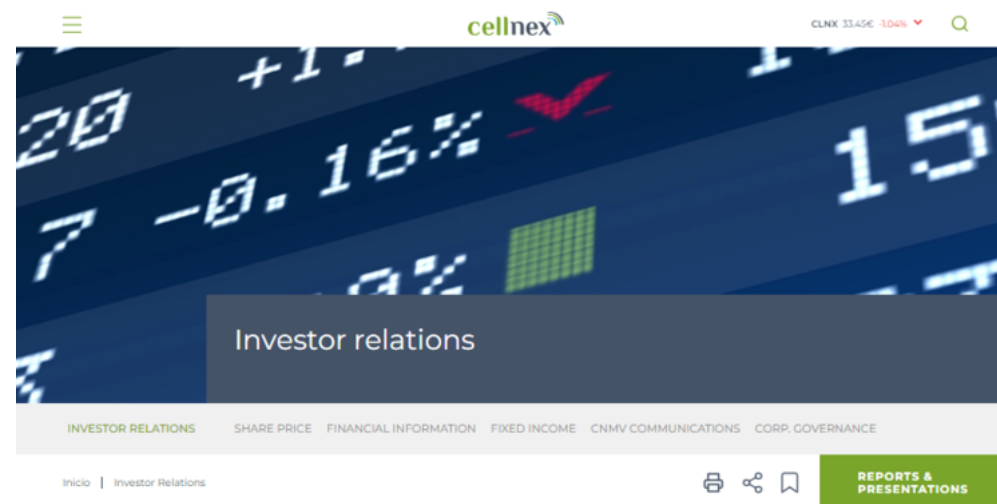 cellnex
CLNX 33.45€ -1.04%
20 +1.
7 -0.16% 15
Investor relations
INVESTOR RELATIONS SHARE PRICE FINANCIAL INFORMATION FIXED INCOME CNMV COMMUNICATIONS CORP. GOVERNANCE
Inicio | Investor Relations
REPORTS &
PRESENTATIONS